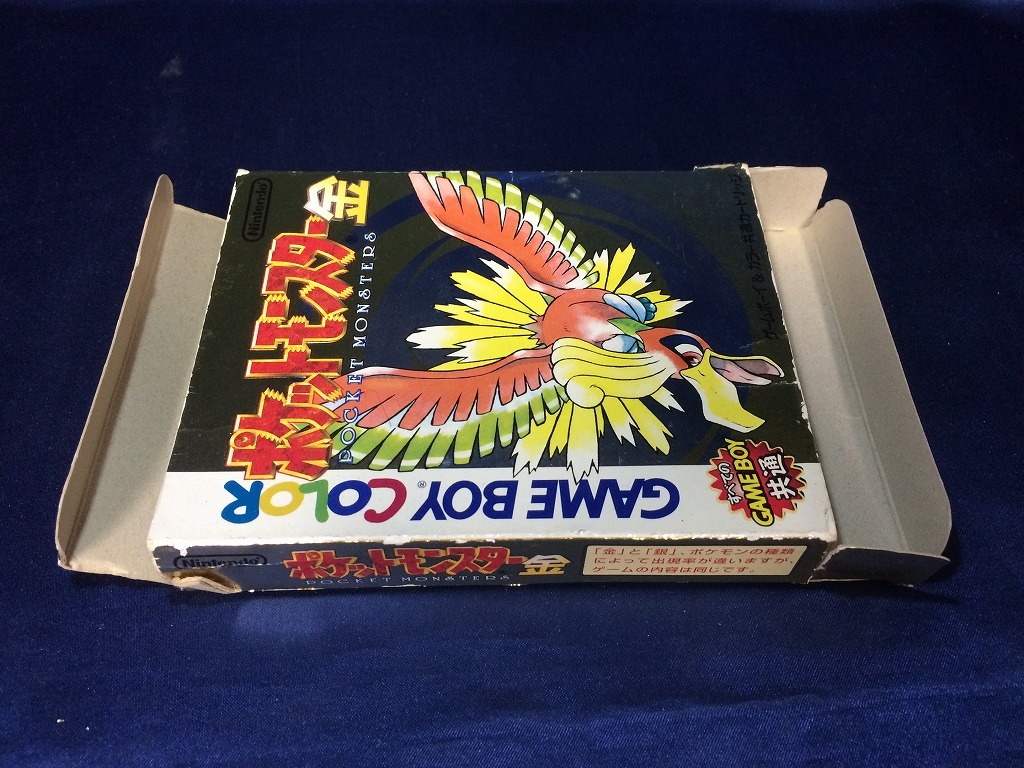 Nintendo
ポケットモンスター金
POCKET MONSTERS
ゲームボーイ&カラー共通カートリッジ
GAME BOY COLOR
すべての
GAME BOY
共通
Nintendo
ポケットモンスター金
POCKET MONSTERS
「金」と「銀」、ポケモンの種類
によって出現率が違いますが、
ゲームの内容は同じです。